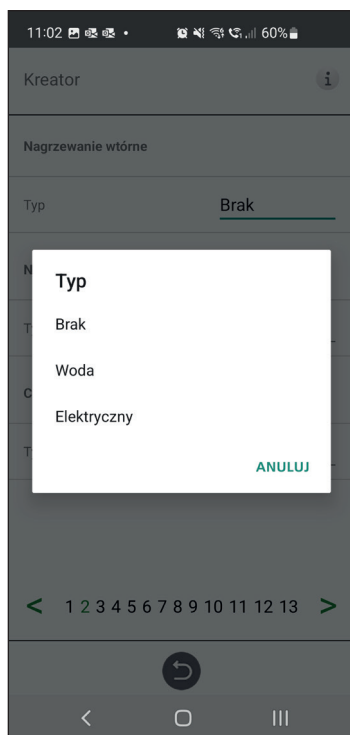 11:02 60%
Kreator i
Nagrzewanie wtórne
Typ Brak
N
Typ
Brak
T
Woda
C
Elektryczny
T
ANULUJ
< 1 2 3 4 5 6 7 8 9 10 11 12 13 >